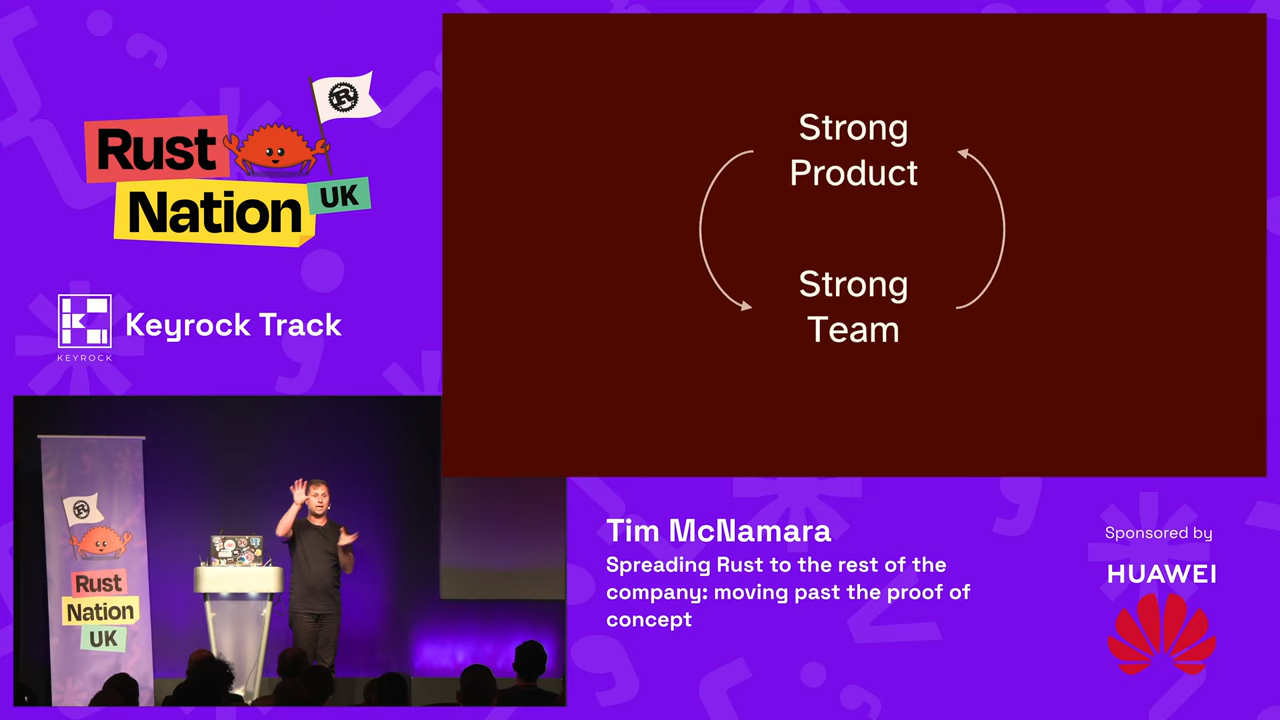 Rust
Nation
UK
R
KEYROCK
Keyrock Track
Strong
Product
Strong
Team
R
Rust
Nation
UK
Tim McNamara
Spreading Rust to the rest of the
company: moving past the proof of
concept
Sponsored by
HUAWEI